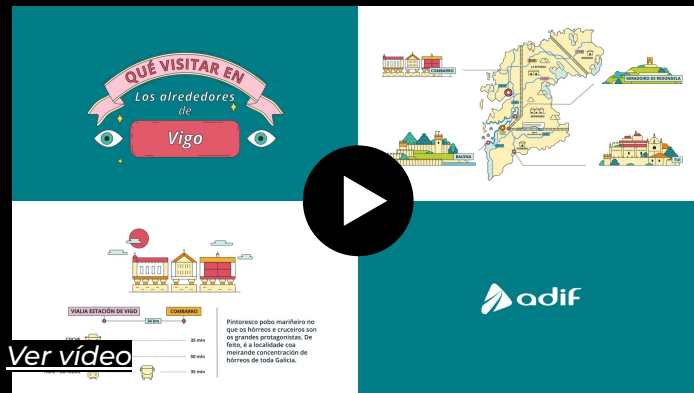 QUÉ VISITAR EN
Los alrededores
de
Vigo
COMBARRO
MIRADOIRO DE REDONDELA
BAIONA
TUI
VIALIA ESTACIÓN DE VIGO
COMBARRO
34 km
35 min
50 min
35 min
Pintoresco pobo mariñeiro no
que os hórreos e cruceiros son
os grandes protagonistas. De
feito, é a localidade coa
meirande concentración de
hórreos de toda Galicia.
adif
Ver vídeo